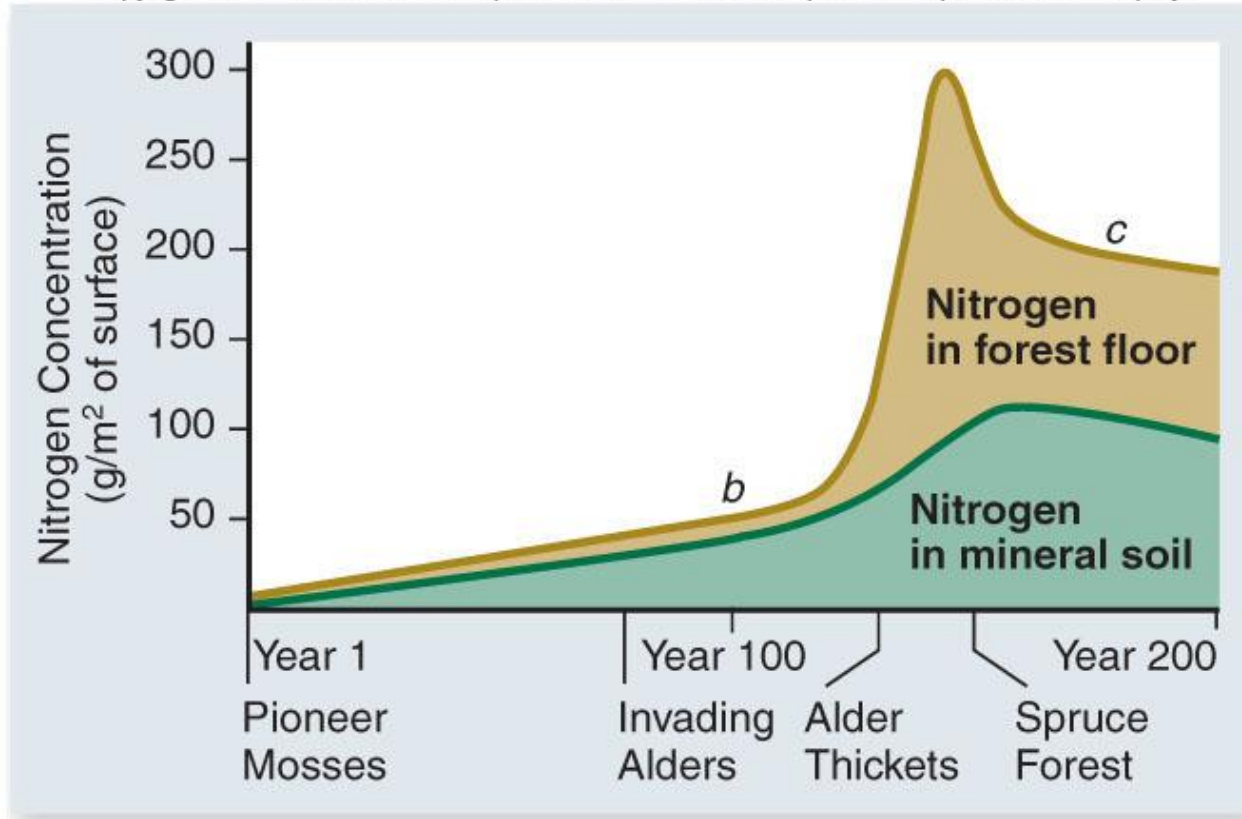 Nitrogen Concentration
(g/m² of surface)
300
250
200
150
100
50
b
c
Nitrogen
in forest floor
Nitrogen
in mineral soil
Year 1
Year 100
Year 200
Pioneer
Mosses
Invading
Alders
Alder
Thickets
Spruce
Forest